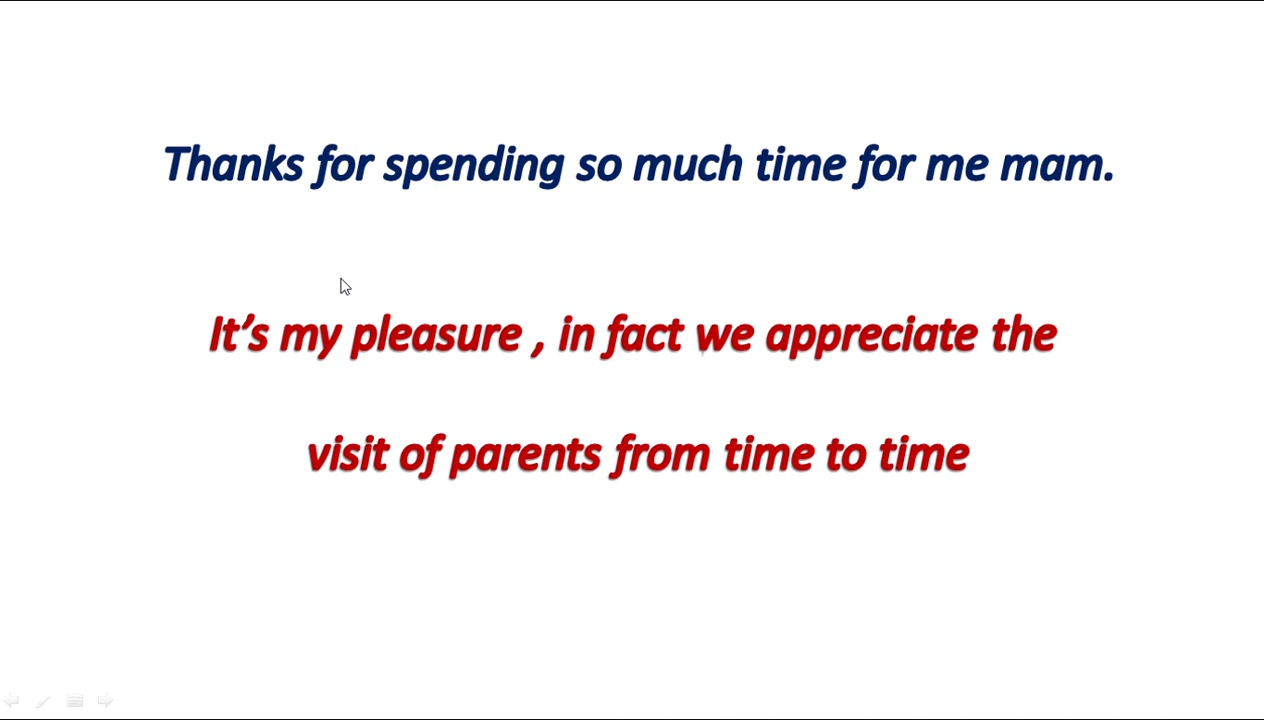 Thanks for spending so much time for me mam.
It’s my pleasure , in fact we appreciate the
visit of parents from time to time